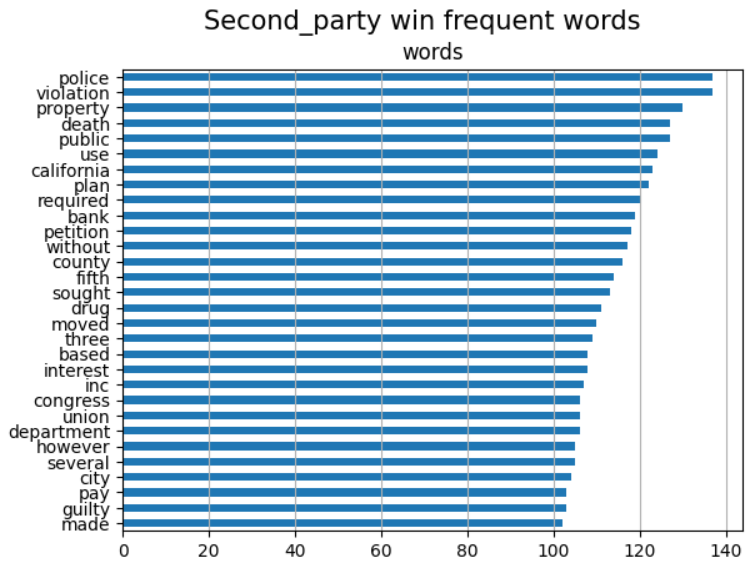 Second_party win frequent words
words
police
violation
property
death
public
use
california
plan
required
bank
petition
without
county
fifth
sought
drug
moved
three
based
interest
inc
congress
union
department
however
several
city
pay
guilty
made
0 20 40 60 80 100 120 140